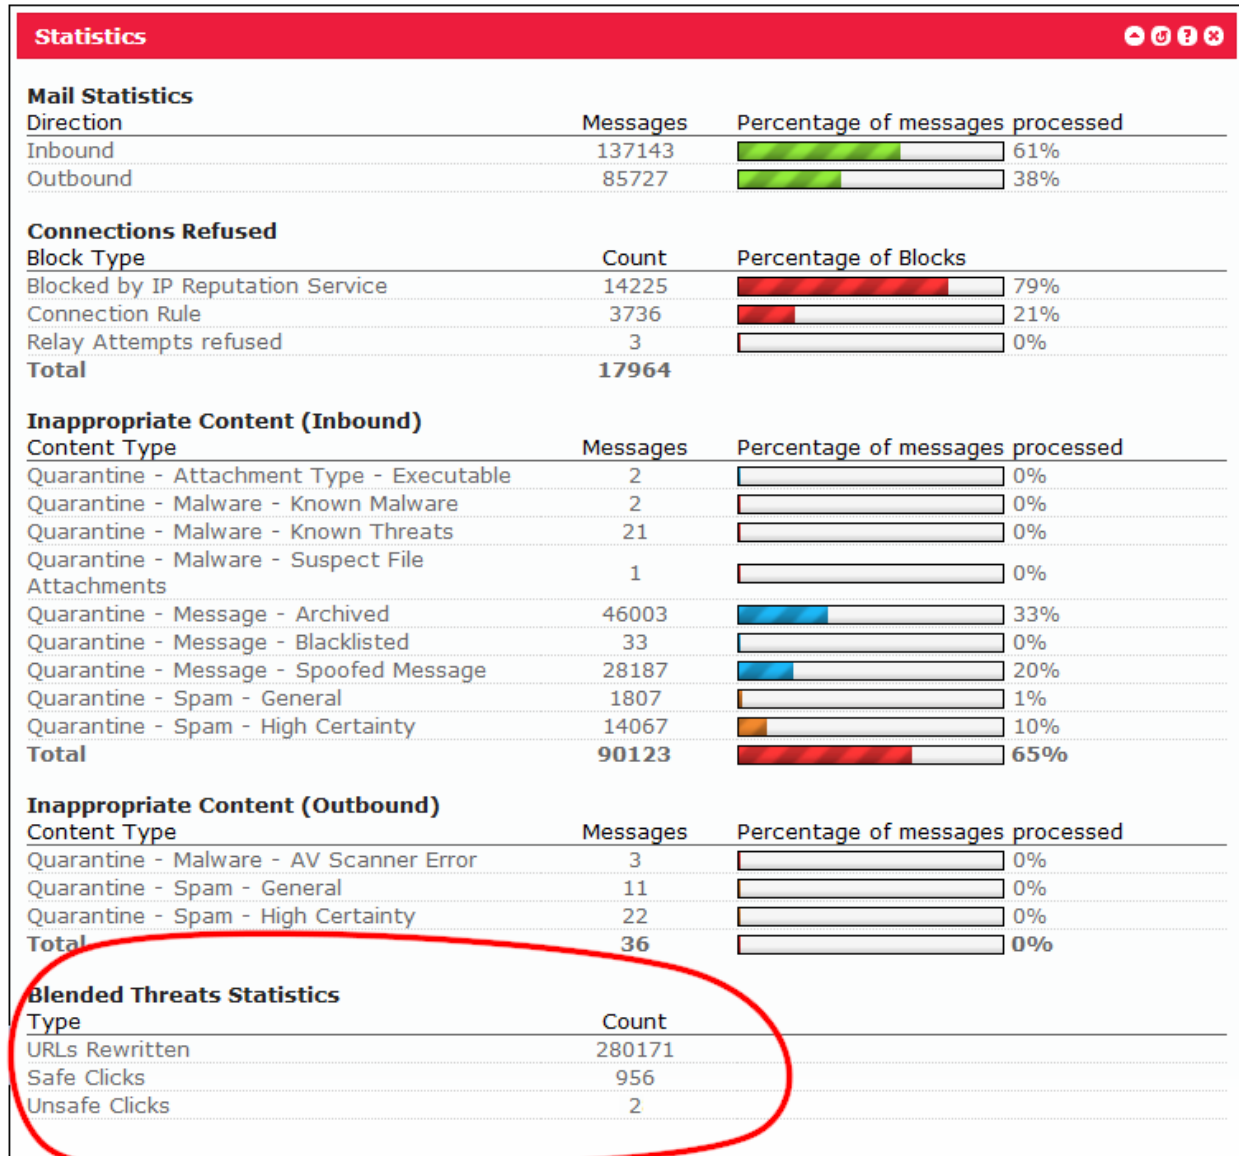 Statistics
Mail Statistics
Direction Messages Percentage of messages processed
Inbound 137143 61%
Outbound 85727 38%
Connections Refused
Block Type Count Percentage of Blocks
Blocked by IP Reputation Service 14225 79%
Connection Rule 3736 21%
Relay Attempts refused 3 0%
Total 17964
Inappropriate Content (Inbound)
Content Type Messages Percentage of messages processed
Quarantine - Attachment Type - Executable 2 0%
Quarantine - Malware - Known Malware 2 0%
Quarantine - Malware - Known Threats 21 0%
Quarantine - Malware - Suspect File
Attachments 1 0%
Quarantine - Message - Archived 46003 33%
Quarantine - Message - Blacklisted 33 0%
Quarantine - Message - Spoofed Message 28187 20%
Quarantine - Spam - General 1807 1%
Quarantine - Spam - High Certainty 14067 10%
Total 90123 65%
Inappropriate Content (Outbound)
Content Type Messages Percentage of messages processed
Quarantine - Malware - AV Scanner Error 3 0%
Quarantine - Spam - General 11 0%
Quarantine - Spam - High Certainty 22 0%
Total 36 0%
Blended Threats Statistics
Type Count
URLs Rewritten 280171
Safe Clicks 956
Unsafe Clicks 2